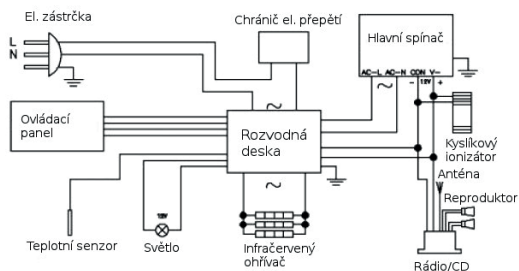 El. zástrčka
Chránič el. přepětí
Hlavní spínač
L
N
AC-L AC-N CON V-
- 12V +
Ovládací
panel
Rozvodná
deska
Kyslíkový
ionizátor
Anténa
Reproduktor
12V
Teplotní senzor
Světlo
Infračervený
ohřívač
Rádio/CD